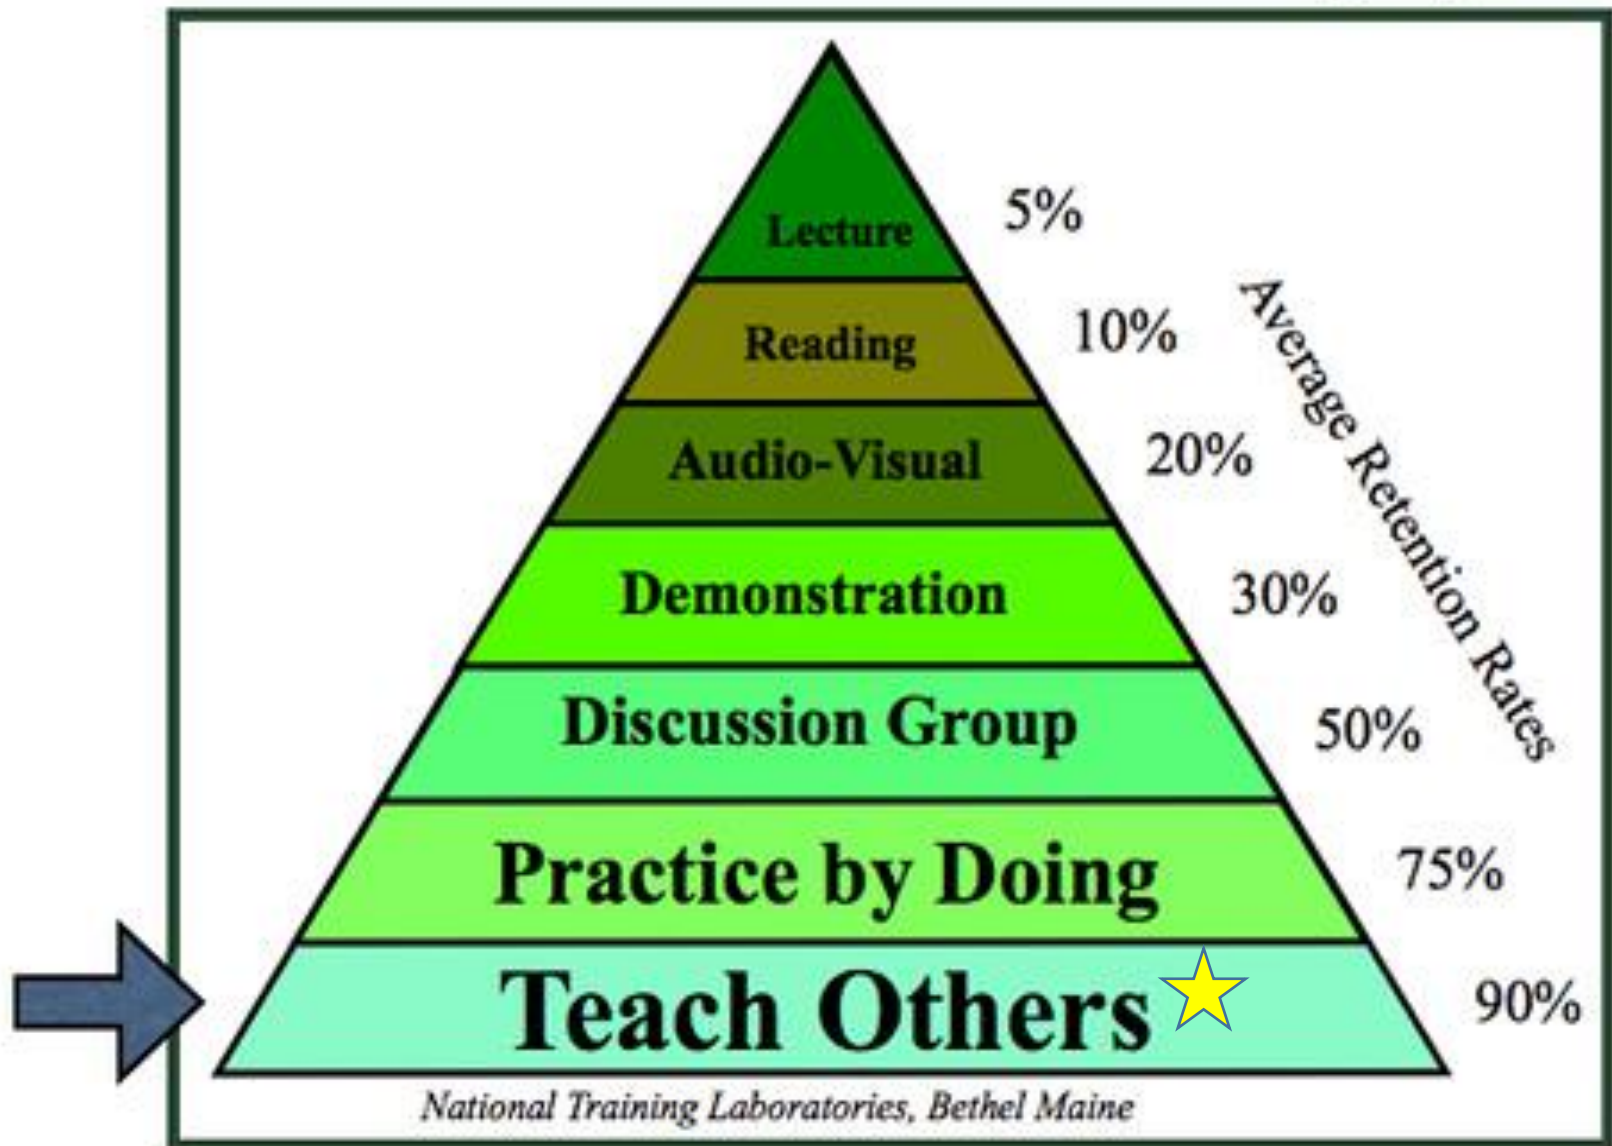 Lecture
5%
Reading
10%
Audio-Visual
20%
Demonstration
30%
Discussion Group
50%
Practice by Doing
75%
Teach Others
90%
Average Retention Rates
National Training Laboratories, Bethel Maine